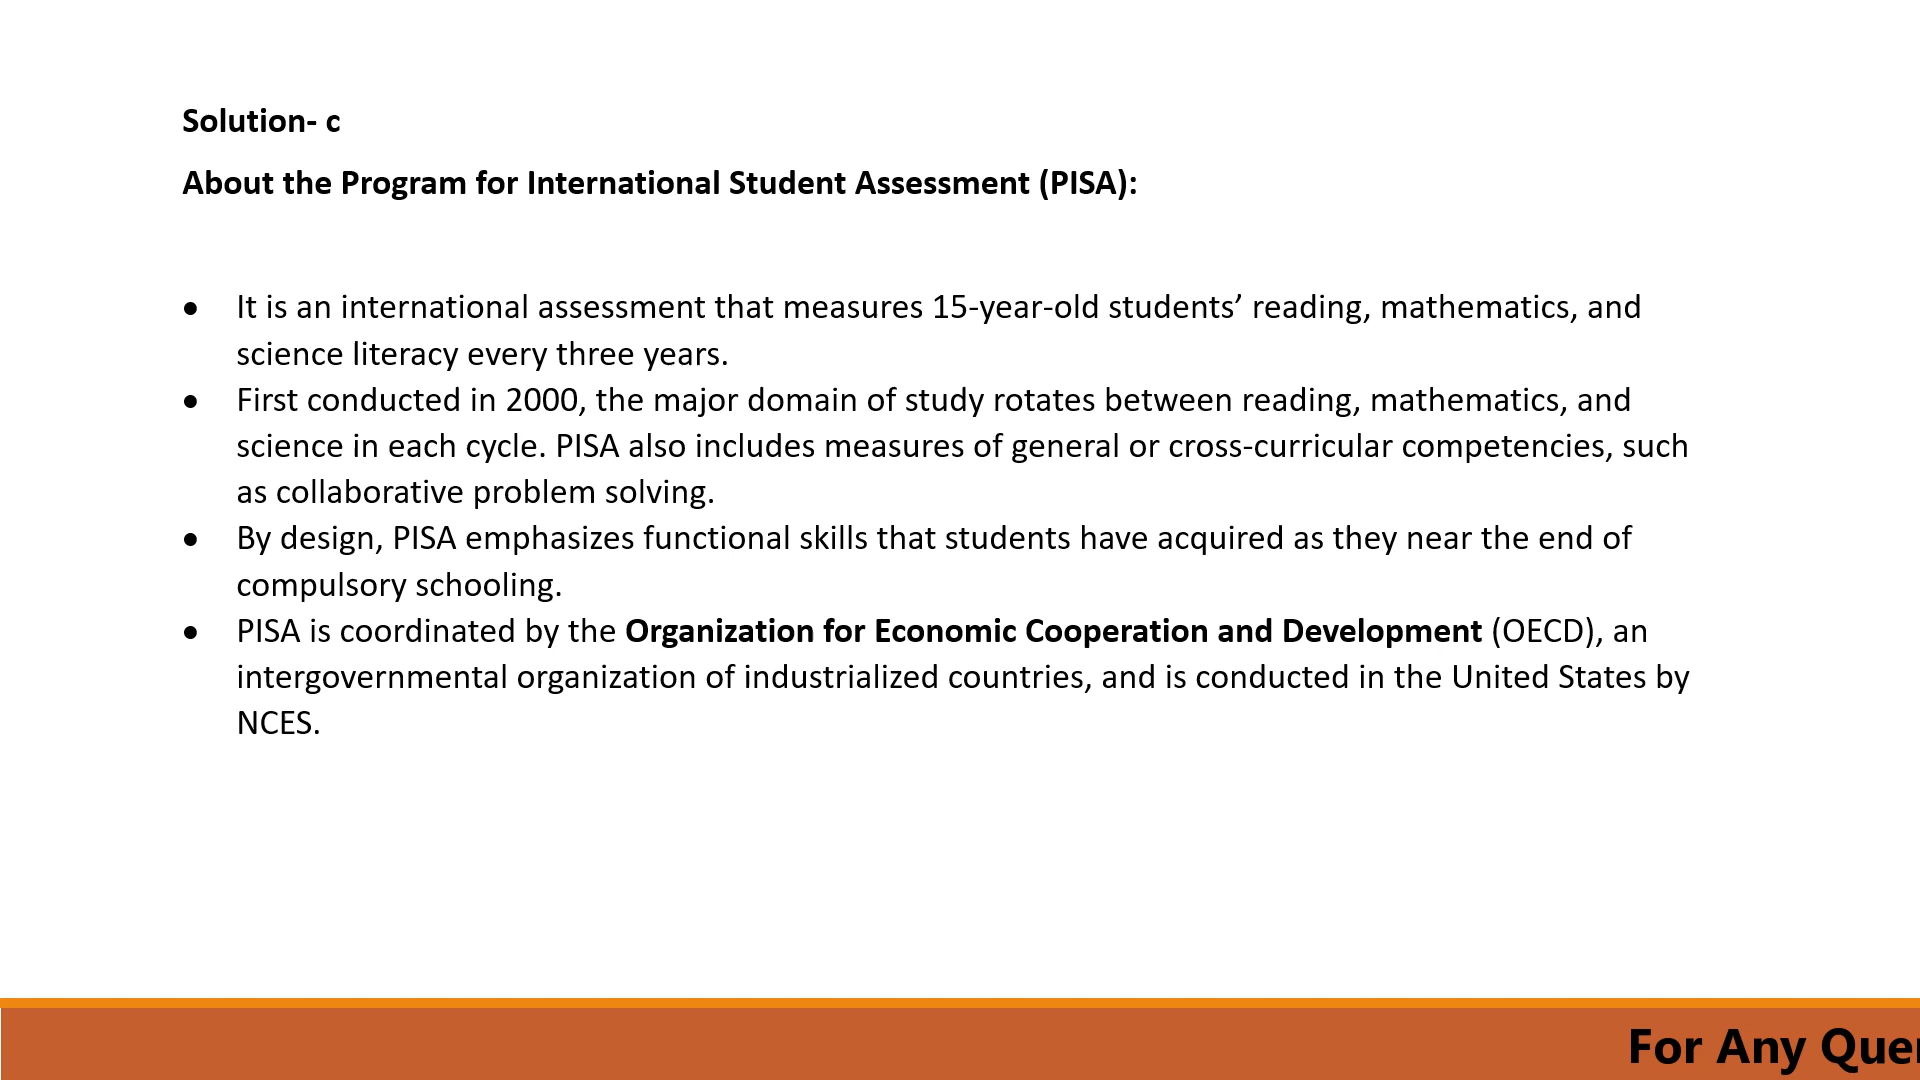 Solution- c
About the Program for International Student Assessment (PISA):
• It is an international assessment that measures 15-year-old students’ reading, mathematics, and
science literacy every three years.
• First conducted in 2000, the major domain of study rotates between reading, mathematics, and
science in each cycle. PISA also includes measures of general or cross-curricular competencies, such
as collaborative problem solving.
• By design, PISA emphasizes functional skills that students have acquired as they near the end of
compulsory schooling.
• PISA is coordinated by the Organization for Economic Cooperation and Development (OECD), an
intergovernmental organization of industrialized countries, and is conducted in the United States by
NCES.
For Any